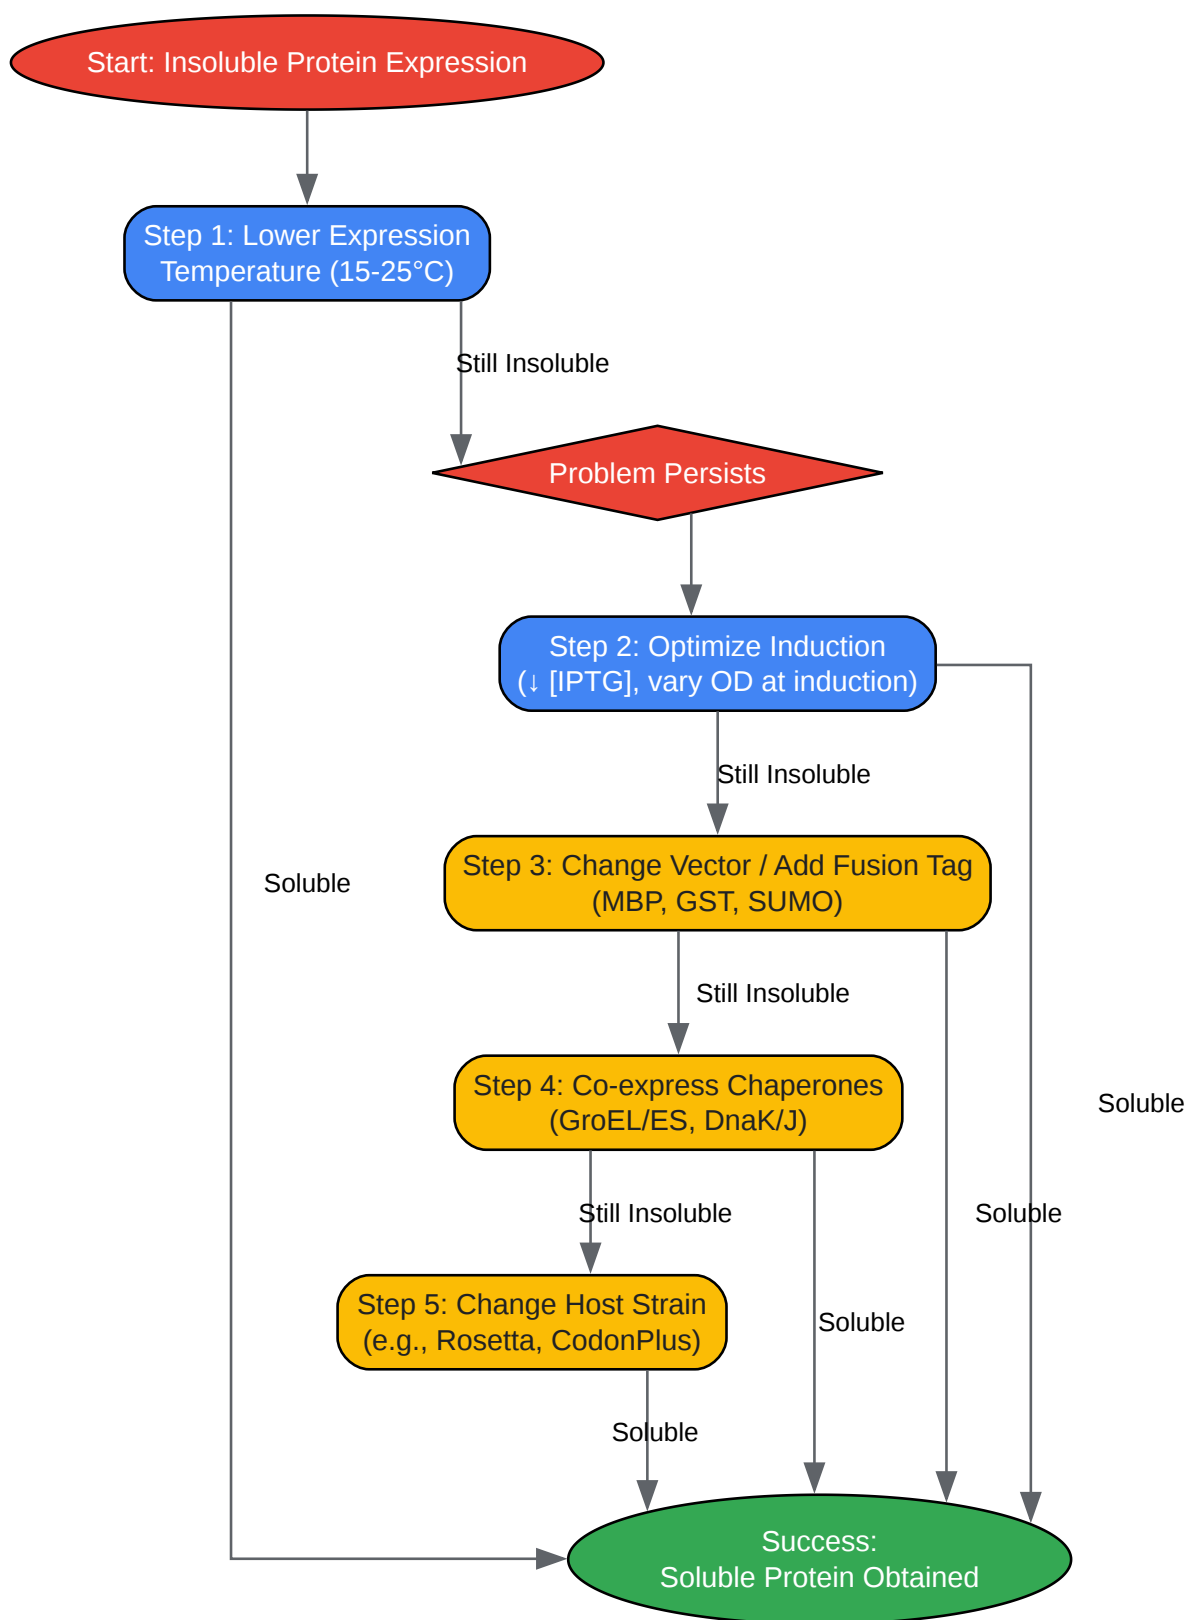 Start: Insoluble Protein Expression
Step 1: Lower Expression
Temperature (15-25°C)
Still Insoluble
Problem Persists
Step 2: Optimize Induction
(↓ [IPTG], vary OD at induction)
Still Insoluble
Step 3: Change Vector / Add Fusion Tag
(MBP, GST, SUMO)
Soluble
Still Insoluble
Step 4: Co-express Chaperones
(GroEL/ES, DnaK/J)
Soluble
Still Insoluble
Soluble
Step 5: Change Host Strain
(e.g., Rosetta, CodonPlus)
Soluble
Soluble
Success:
Soluble Protein Obtained